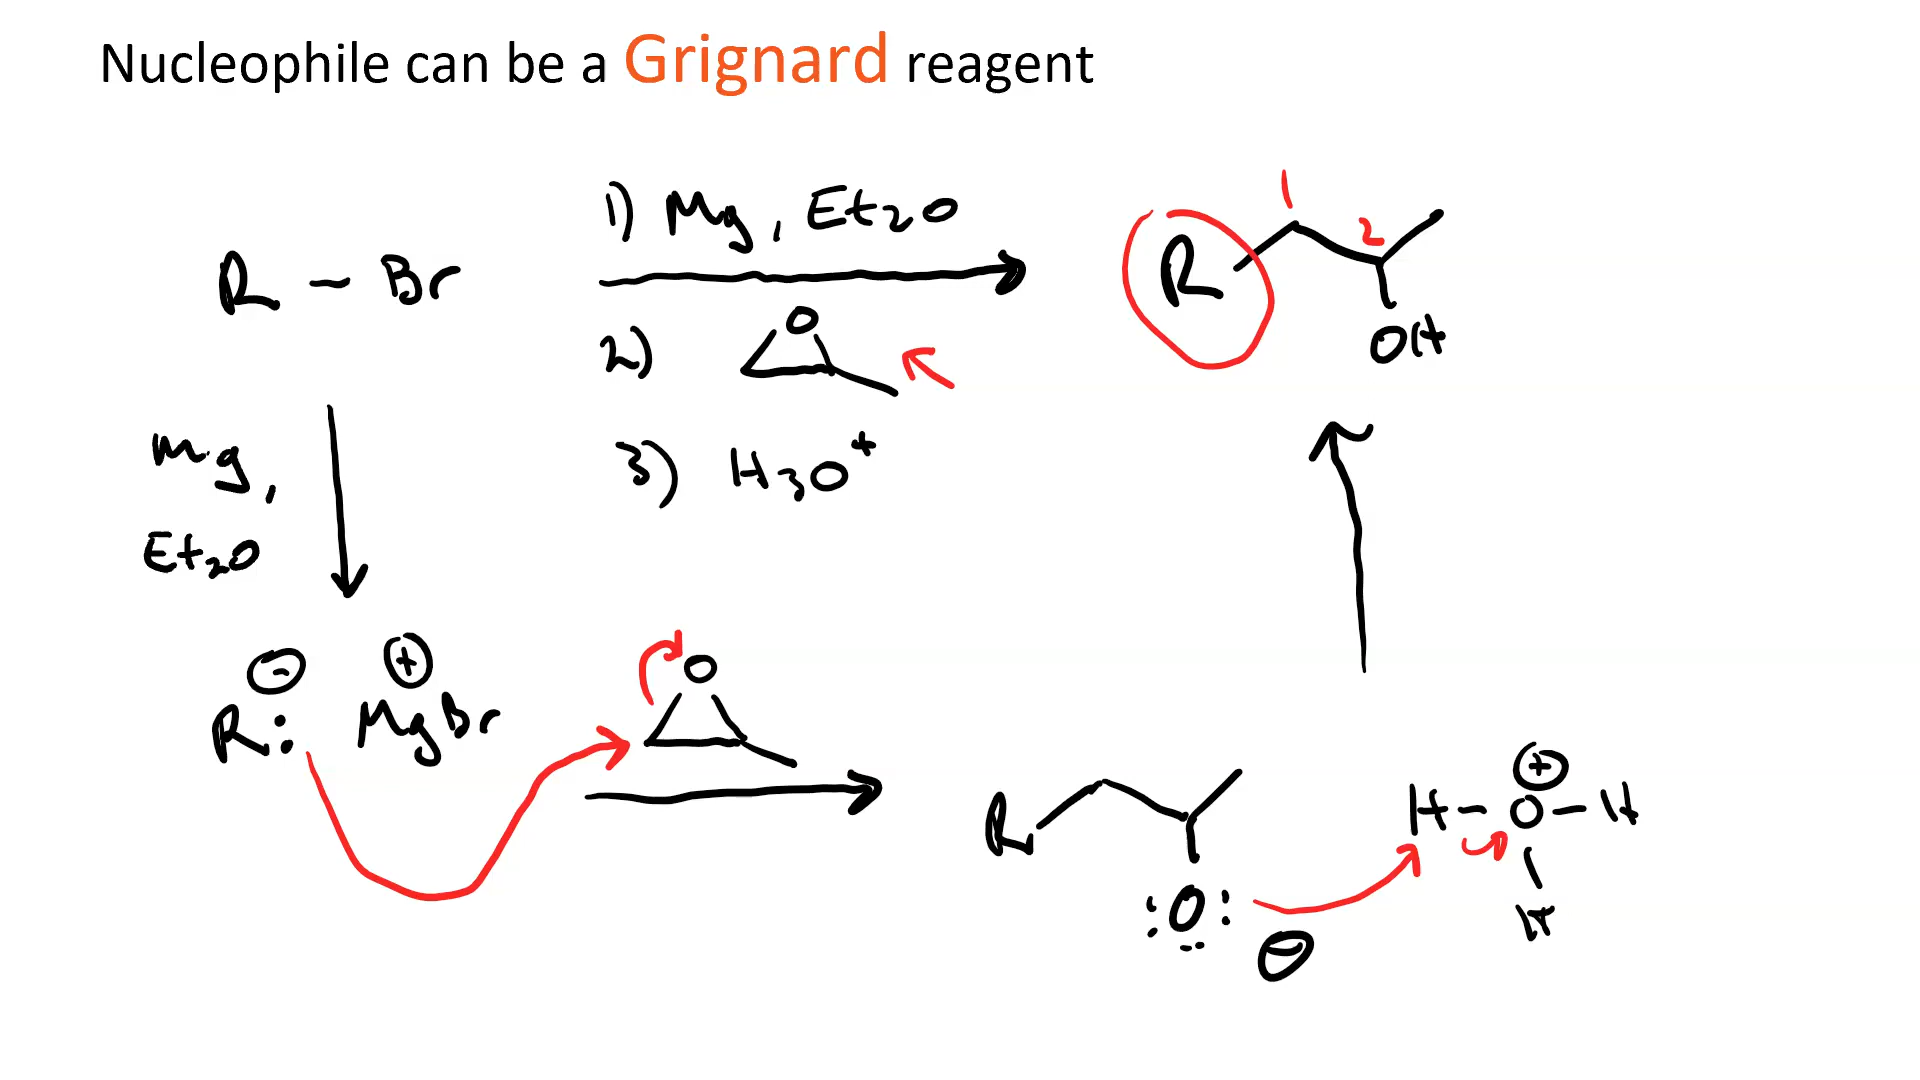 Nucleophile can be a Grignard reagent
R - Br
1) Mg, Et2O
2) O
3) H3O+
R 1 2 OH
Mg,
Et2O
R: ⊖ MgBr ⊕
O
R :O: ⊖
H - O - H ⊕
H